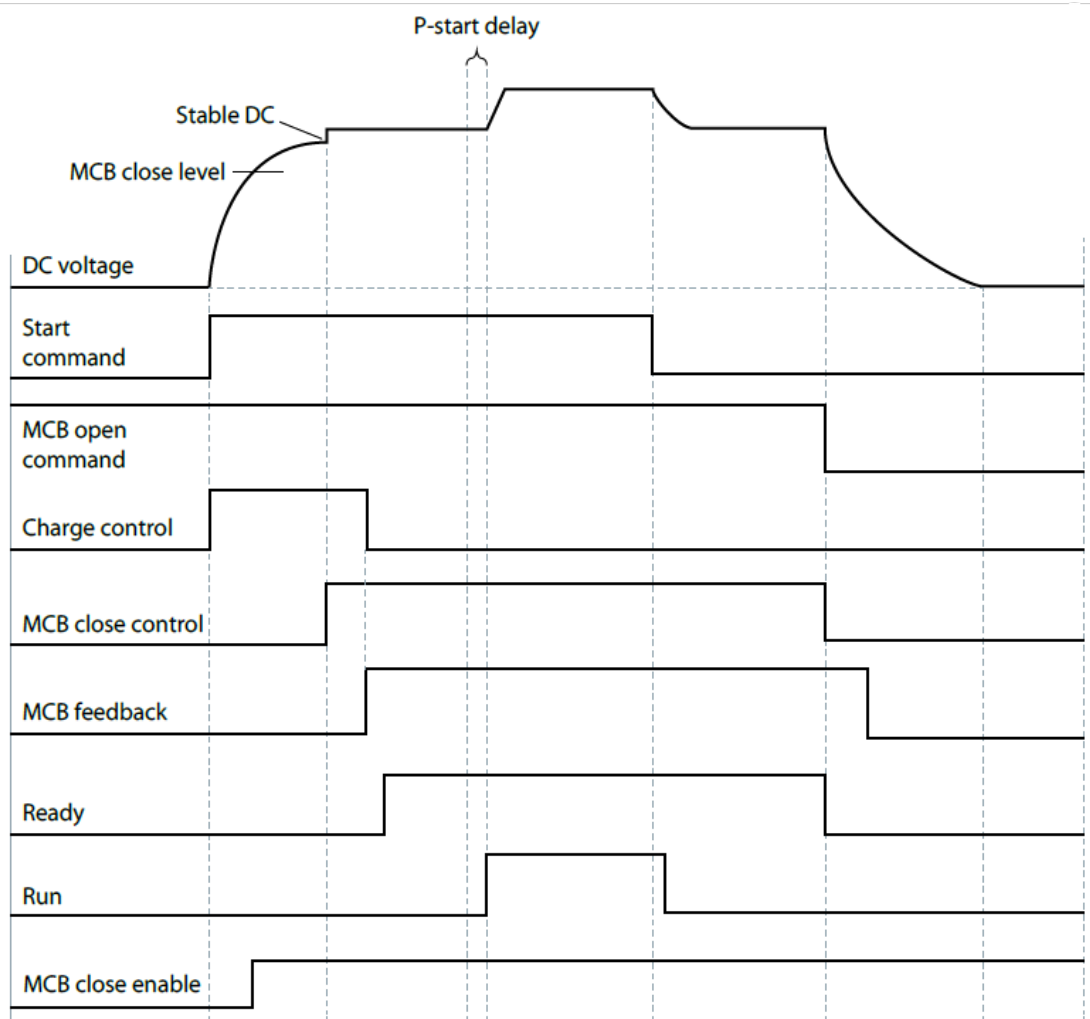 P-start delay
Stable DC
MCB close level
DC voltage
Start
command
MCB open
command
Charge control
MCB close control
MCB feedback
Ready
Run
MCB close enable